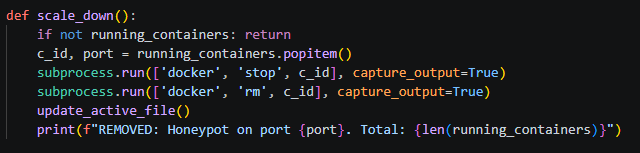 def scale_down():
    if not running_containers: return
    c_id, port = running_containers.popitem()
    subprocess.run(['docker', 'stop', c_id], capture_output=True)
    subprocess.run(['docker', 'rm', c_id], capture_output=True)
    update_active_file()
    print(f"REMOVED: Honeypot on port {port}. Total: {len(running_containers)}")